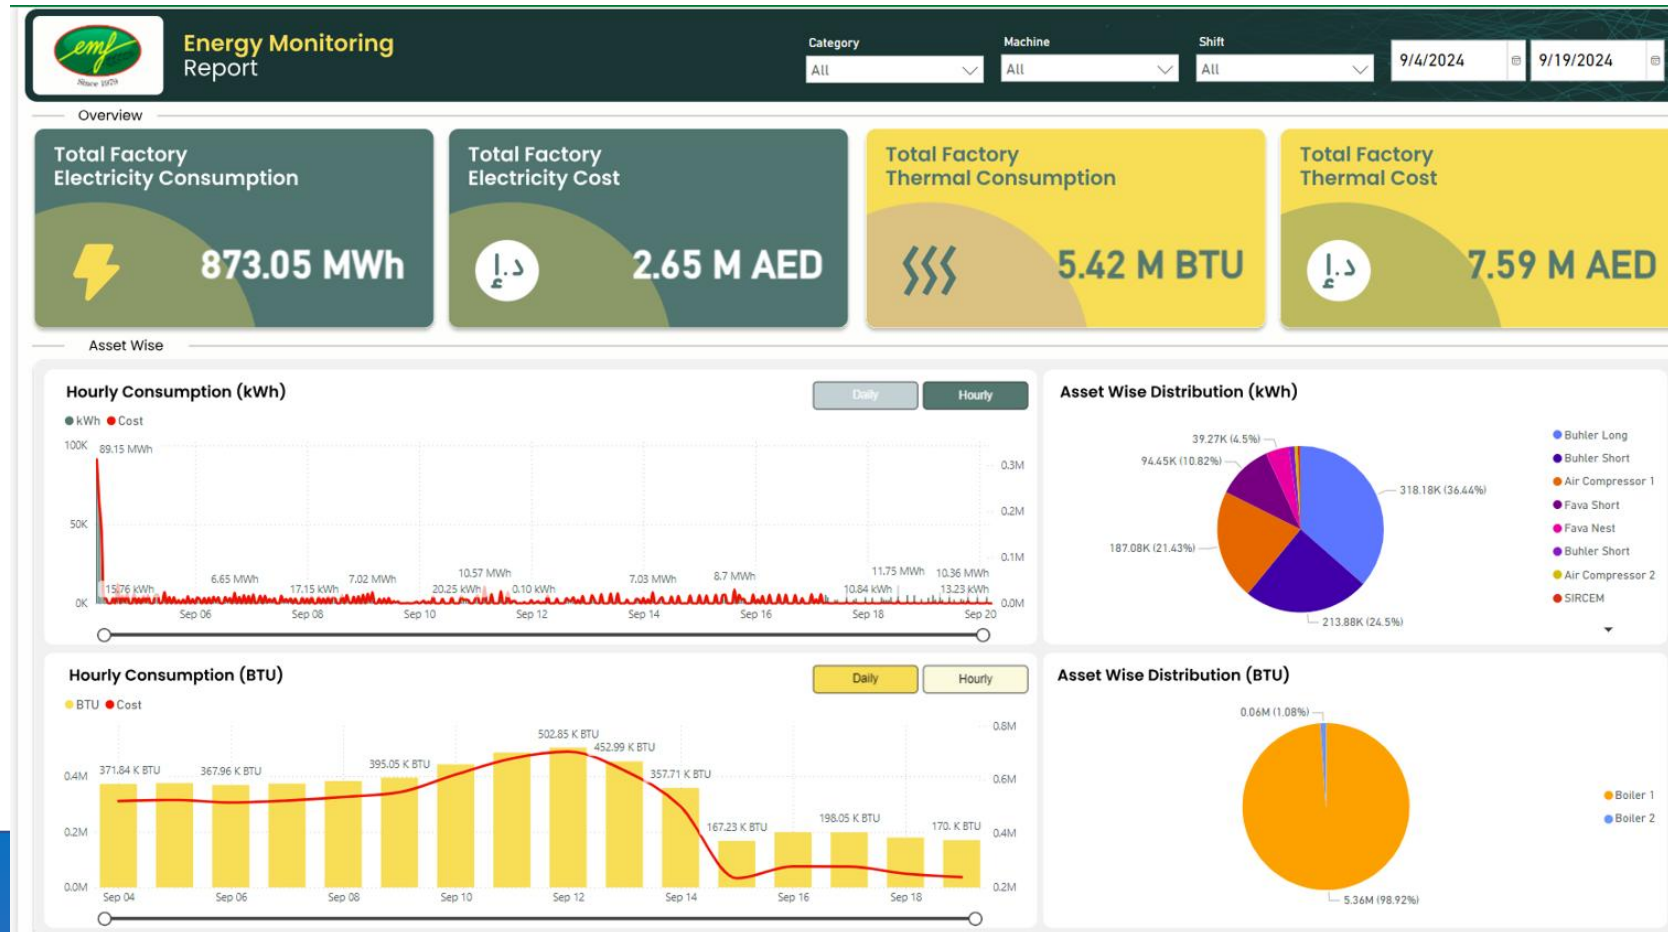 emf
Since 1979
Energy Monitoring
Report
Category
All
Machine
All
Shift
All
9/4/2024
9/19/2024
Overview
Total Factory
Electricity Consumption
873.05 MWh
Total Factory
Electricity Cost
د.إ
2.65 M AED
Total Factory
Thermal Consumption
5.42 M BTU
Total Factory
Thermal Cost
د.إ
7.59 M AED
Asset Wise
Hourly Consumption (kWh)
Daily
Hourly
kWh Cost
100K
50K
0K
89.15 MWh
15.76 kWh
6.65 MWh
17.15 kWh
7.02 MWh
20.25 kWh
10.57 MWh
0.10 kWh
7.03 MWh
8.7 MWh
10.84 kWh
11.75 MWh
10.36 MWh
13.23 kWh
0.3M
0.2M
0.1M
0.0M
Sep 06
Sep 08
Sep 10
Sep 12
Sep 14
Sep 16
Sep 18
Sep 20
Asset Wise Distribution (kWh)
39.27K (4.5%)
94.45K (10.82%)
187.08K (21.43%)
318.18K (36.44%)
213.88K (24.5%)
Buhler Long
Buhler Short
Air Compressor 1
Fava Short
Fava Nest
Buhler Short
Air Compressor 2
SIRCEM
Hourly Consumption (BTU)
Daily
Hourly
BTU Cost
0.4M
0.2M
0.0M
371.84 K BTU
367.96 K BTU
395.05 K BTU
502.85 K BTU
452.99 K BTU
357.71 K BTU
167.23 K BTU
198.05 K BTU
170. K BTU
0.8M
0.6M
0.4M
0.2M
Sep 04
Sep 06
Sep 08
Sep 10
Sep 12
Sep 14
Sep 16
Sep 18
Asset Wise Distribution (BTU)
0.06M (1.08%)
5.36M (98.92%)
Boiler 1
Boiler 2